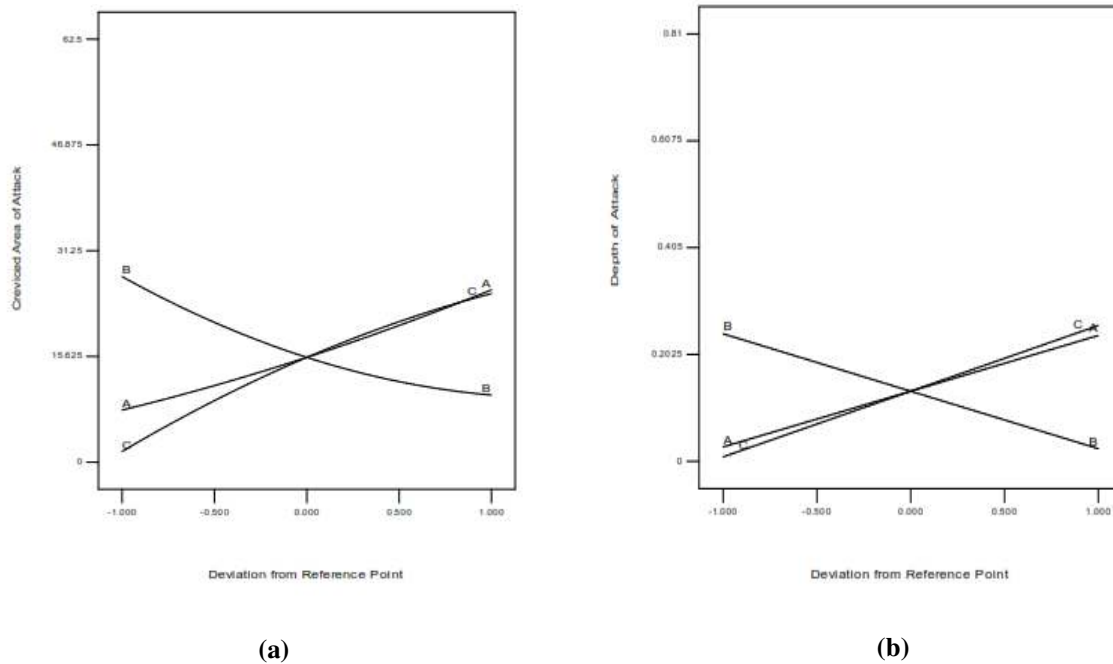 62.5
46.875
31.25
15.625
0
Creviced Area of Attack
B
A
C
C
A
B
-1.000
-0.500
0.000
0.500
1.000
Deviation from Reference Point
(a)
0.81
0.6075
0.405
0.2025
0
Depth of Attack
B
A
C
C
A
B
-1.000
-0.500
0.000
0.500
1.000
Deviation from Reference Point
(b)